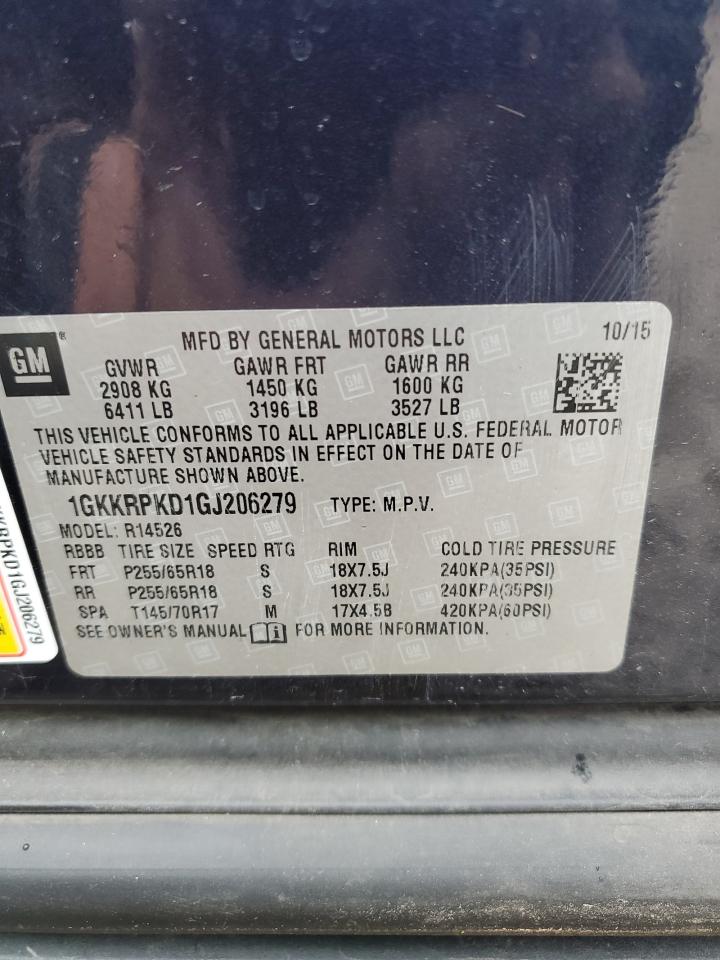 GM®
MFD BY GENERAL MOTORS LLC
10/15
GVWR GAWR FRT GAWR RR
2908 KG 1450 KG 1600 KG
6411 LB 3196 LB 3527 LB
THIS VEHICLE CONFORMS TO ALL APPLICABLE U.S. FEDERAL MOTOR
VEHICLE SAFETY STANDARDS IN EFFECT ON THE DATE OF
MANUFACTURE SHOWN ABOVE.
1GKKRPKD1GJ206279 TYPE: M.P.V.
MODEL: R14526
RBBB TIRE SIZE SPEED RTG RIM COLD TIRE PRESSURE
FRT P255/65R18 S 18X7.5J 240KPA(35PSI)
RR P255/65R18 S 18X7.5J 240KPA(35PSI)
SPA T145/70R17 M 17X4.5B 420KPA(60PSI)
SEE OWNER'S MANUAL FOR MORE INFORMATION.
KRPKD1GJ206279